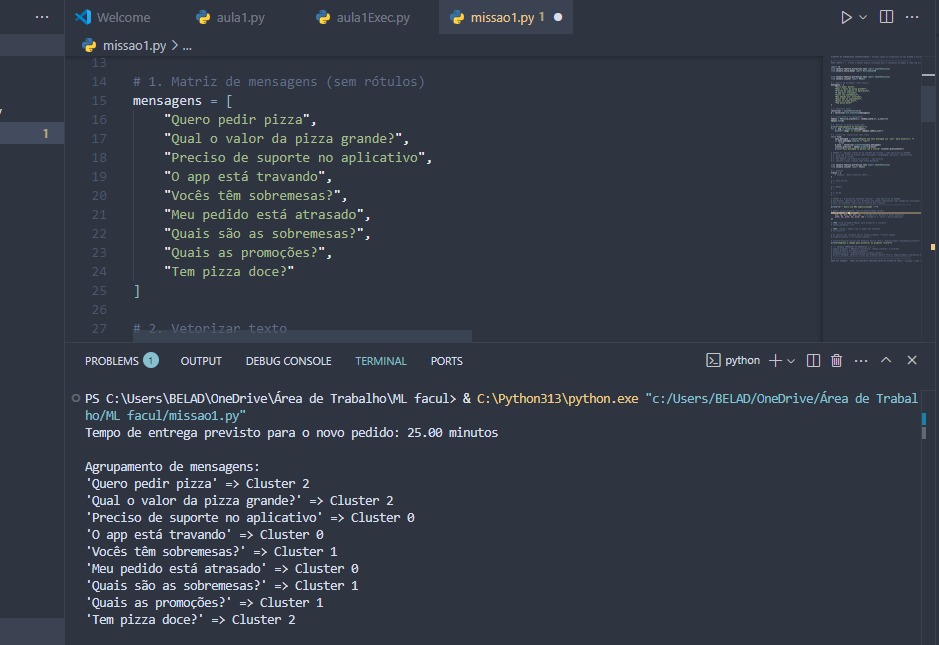 Welcome
aula1.py
aula1Exec.py
missao1.py 1
missao1.py > ...
13
14 # 1. Matriz de mensagens (sem rótulos)
15 mensagens = [
16 "Quero pedir pizza",
17 "Qual o valor da pizza grande?",
18 "Preciso de suporte no aplicativo",
19 "O app está travando",
20 "Vocês têm sobremesas?",
21 "Meu pedido está atrasado",
22 "Quais são as sobremesas?",
23 "Quais as promoções?",
24 "Tem pizza doce?"
25 ]
26
27 # 2. Vetorizar texto
1
PROBLEMS 1 OUTPUT DEBUG CONSOLE TERMINAL PORTS python
PS C:\Users\BELAD\OneDrive\Área de Trabalho\ML facul> & C:\Python313\python.exe "c:/Users/BELAD/OneDrive/Área de Trabal
ho/ML facul/missao1.py"
Tempo de entrega previsto para o novo pedido: 25.00 minutos
Agrupamento de mensagens:
'Quero pedir pizza' => Cluster 2
'Qual o valor da pizza grande?' => Cluster 2
'Preciso de suporte no aplicativo' => Cluster 0
'O app está travando' => Cluster 0
'Vocês têm sobremesas?' => Cluster 1
'Meu pedido está atrasado' => Cluster 0
'Quais são as sobremesas?' => Cluster 1
'Quais as promoções?' => Cluster 1
'Tem pizza doce?' => Cluster 2